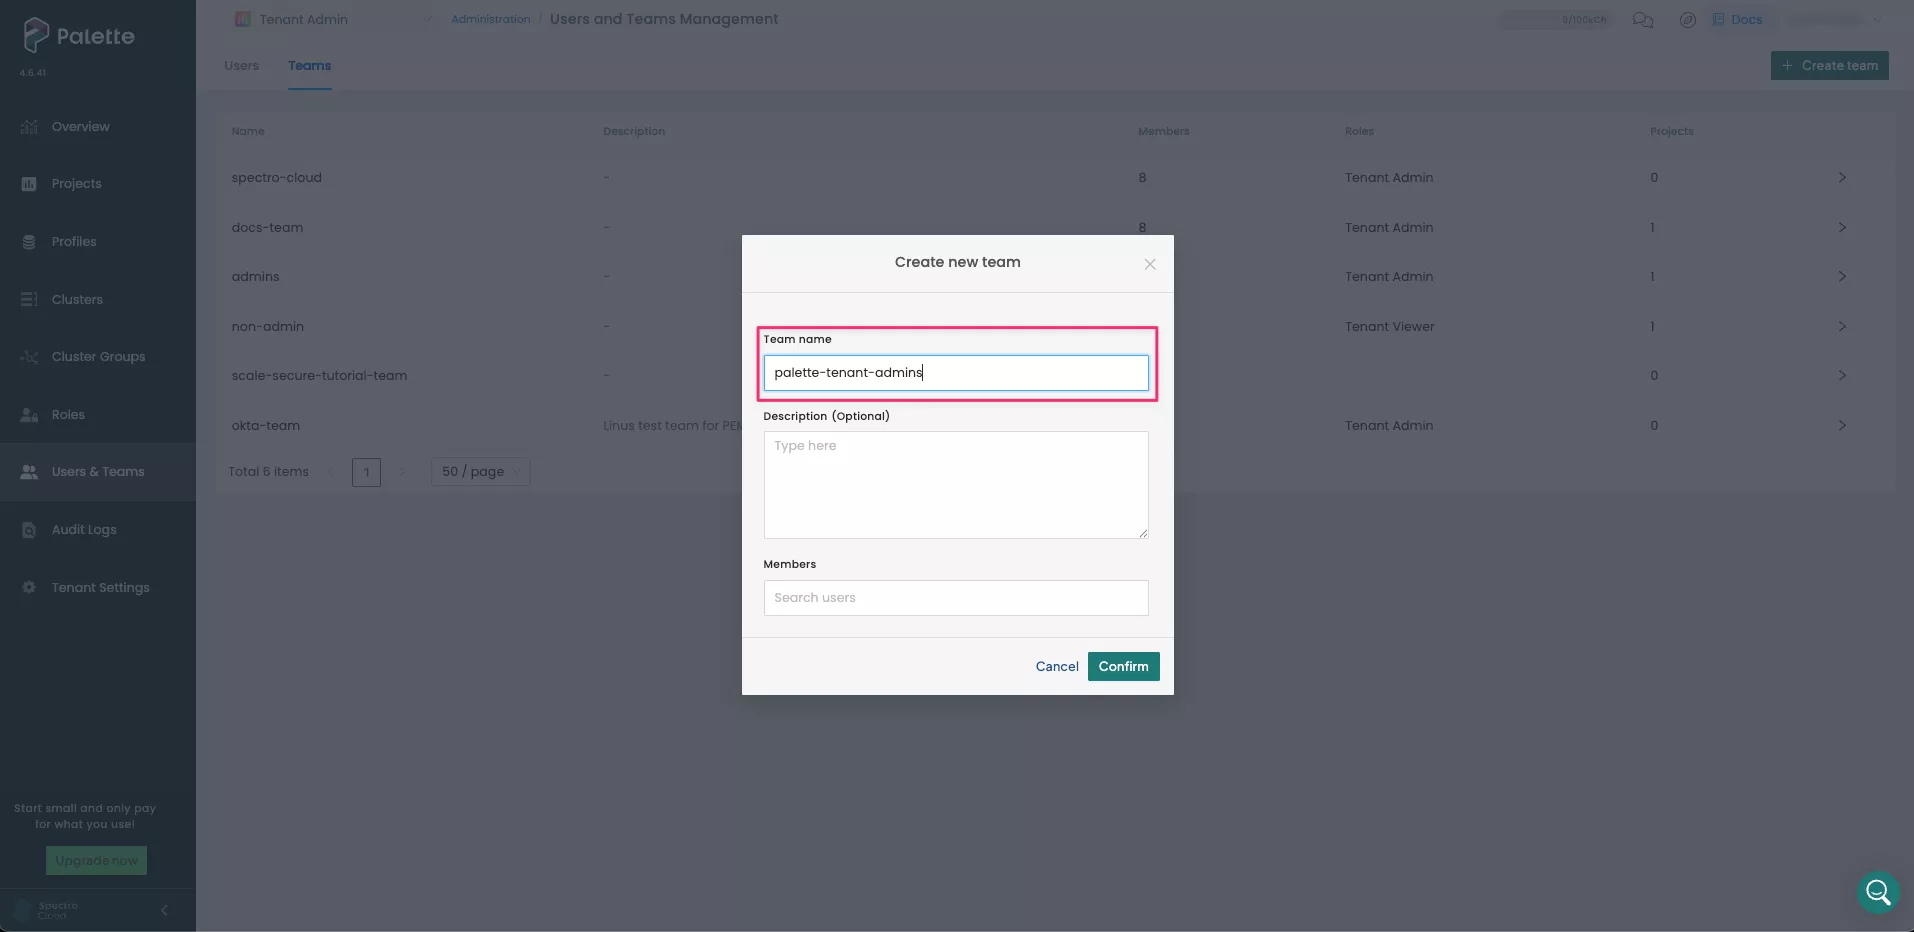 Palette
4.6.41
Tenant Admin
Administration / Users and Teams Management
0/100kCh
Docs
Users
Teams
+ Create team
Overview
Projects
Profiles
Clusters
Cluster Groups
Roles
Users & Teams
Audit Logs
Tenant Settings
Start small and only pay
for what you use!
Upgrade now
Spectro
Cloud
Name Description Members Roles Projects
spectro-cloud - 8 Tenant Admin 0
docs-team - 8 Tenant Admin 1
admins - Tenant Admin 1
non-admin - Tenant Viewer 1
scale-secure-tutorial-team - 0
okta-team Linus test team for Tenant Admin 0
Total 6 items 1 50 / page
Create new team
Team name
palette-tenant-admins
Description (Optional)
Type here
Members
Search users
Cancel Confirm